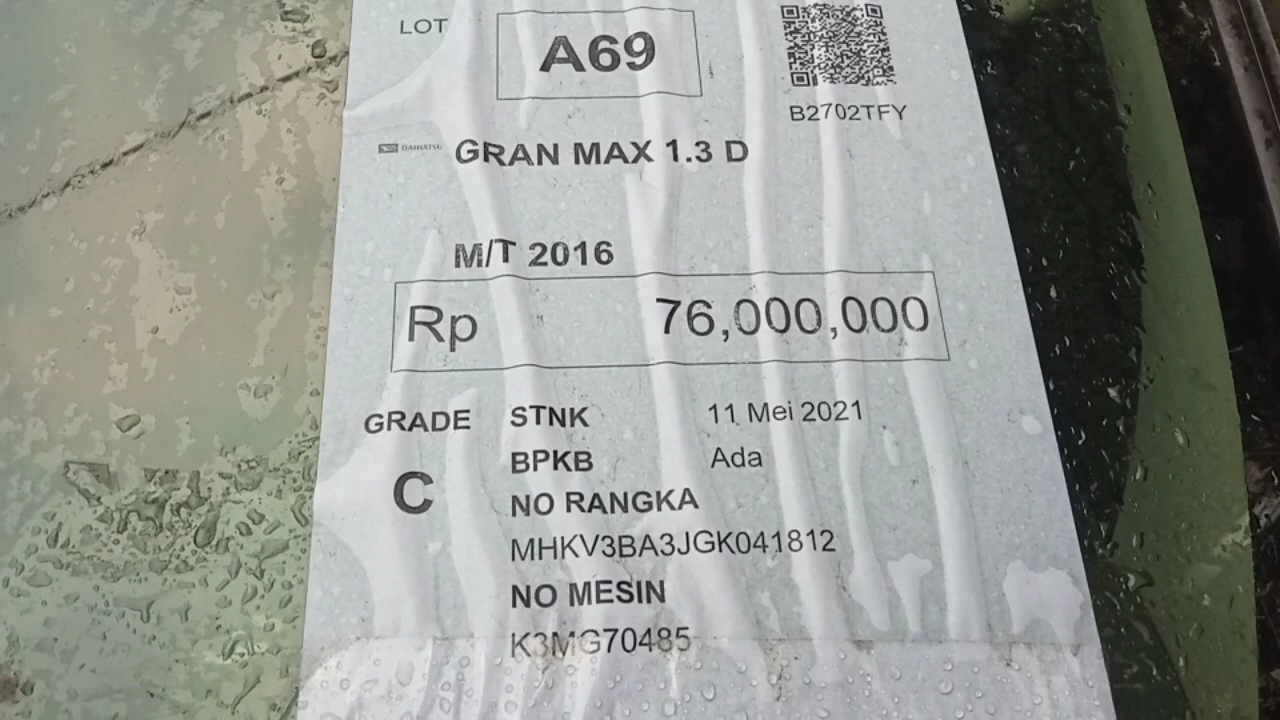 LOT
A69
B2702TFY
DAIHATSU GRAN MAX 1.3 D
M/T 2016
Rp 76,000,000
GRADE STNK 11 Mei 2021
BPKB Ada
C
NO RANGKA
MHKV3BA3JGK041812
NO MESIN
K3MG70485